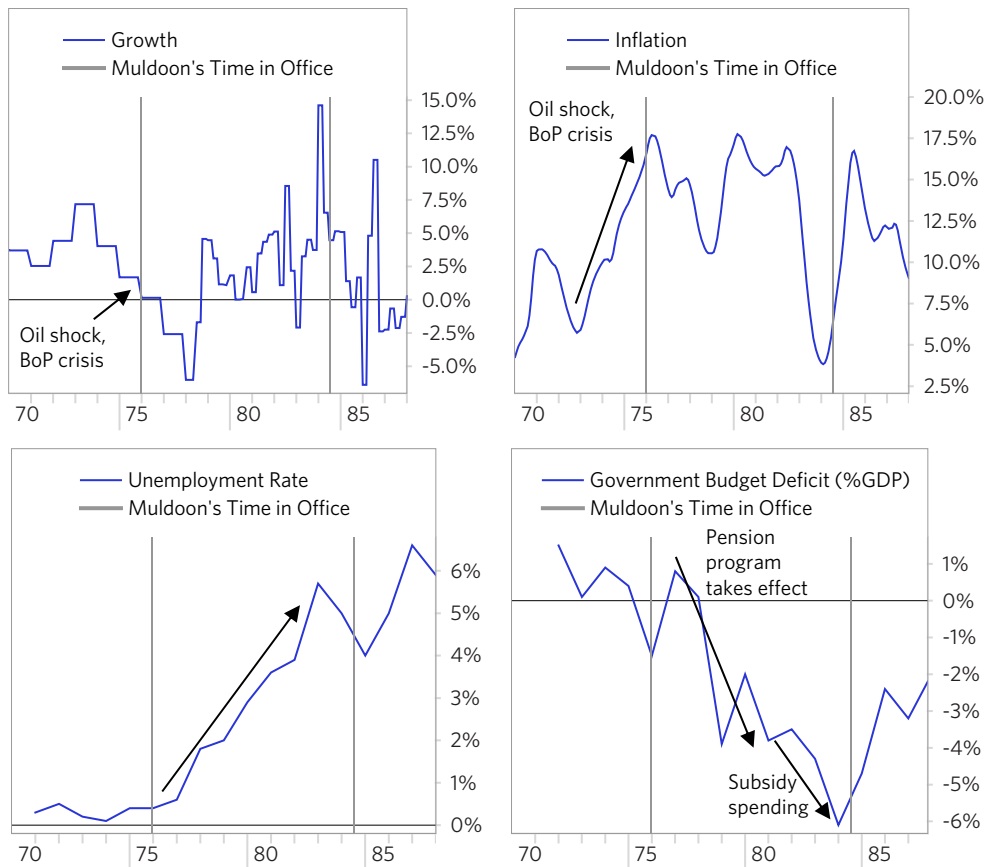 Growth
Muldoon's Time in Office
15.0%
12.5%
10.0%
7.5%
5.0%
2.5%
0.0%
-2.5%
-5.0%
Oil shock,
BoP crisis
70 75 80 85
Inflation
Muldoon's Time in Office
Oil shock,
BoP crisis
20.0%
17.5%
15.0%
12.5%
10.0%
7.5%
5.0%
2.5%
70 75 80 85
Unemployment Rate
Muldoon's Time in Office
6%
5%
4%
3%
2%
1%
0%
70 75 80 85
Government Budget Deficit (%GDP)
Muldoon's Time in Office
Pension
program
takes effect
1%
0%
-1%
-2%
-3%
-4%
-5%
-6%
Subsidy
spending
70 75 80 85